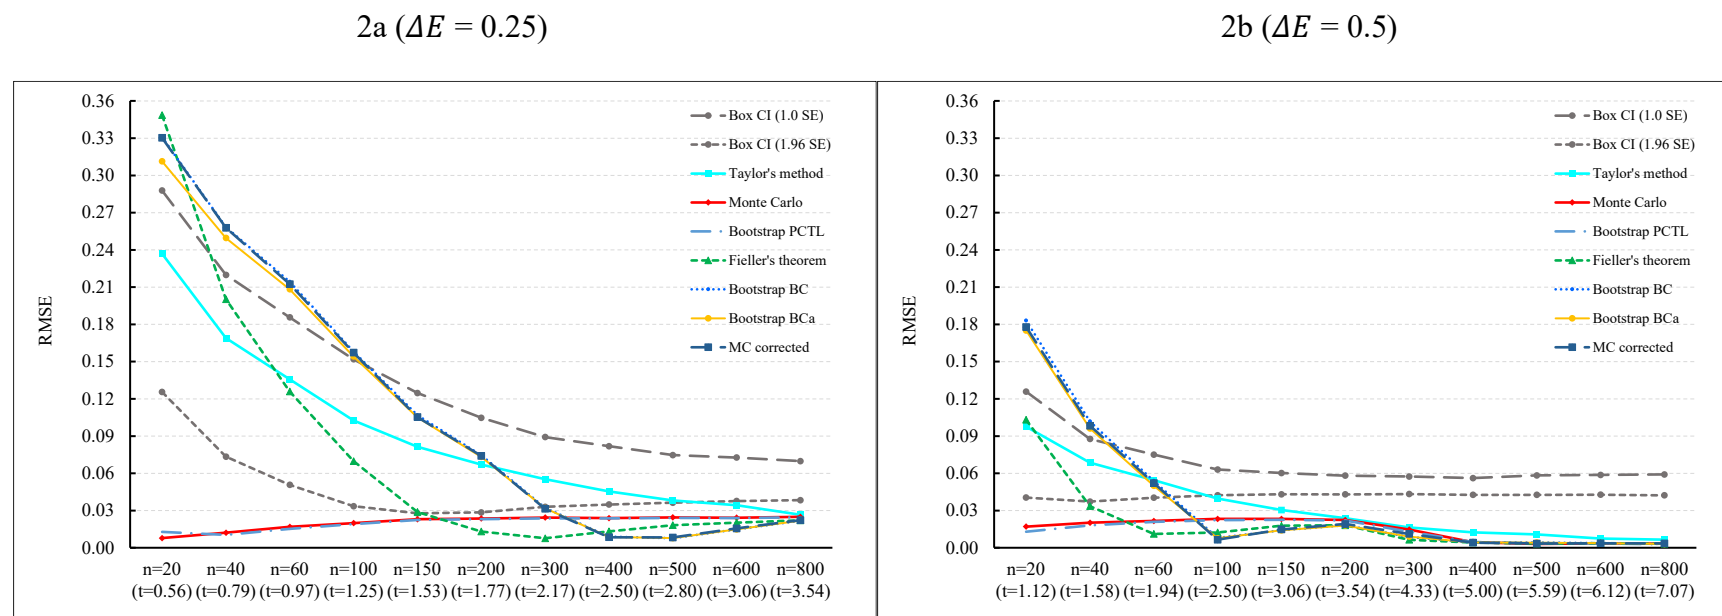 2a (ΔE = 0.25)
2b (ΔE = 0.5)
RMSE
0.36
0.33
0.30
0.27
0.24
0.21
0.18
0.15
0.12
0.09
0.06
0.03
0.00
Box CI (1.0 SE)
Box CI (1.96 SE)
Taylor's method
Monte Carlo
Bootstrap PCTL
Fieller's theorem
Bootstrap BC
Bootstrap BCa
MC corrected
n=20 n=40 n=60 n=100 n=150 n=200 n=300 n=400 n=500 n=600 n=800
(t=0.56) (t=0.79) (t=0.97) (t=1.25) (t=1.53) (t=1.77) (t=2.17) (t=2.50) (t=2.80) (t=3.06) (t=3.54)
RMSE
0.36
0.33
0.30
0.27
0.24
0.21
0.18
0.15
0.12
0.09
0.06
0.03
0.00
Box CI (1.0 SE)
Box CI (1.96 SE)
Taylor's method
Monte Carlo
Bootstrap PCTL
Fieller's theorem
Bootstrap BC
Bootstrap BCa
MC corrected
n=20 n=40 n=60 n=100 n=150 n=200 n=300 n=400 n=500 n=600 n=800
(t=1.12) (t=1.58) (t=1.94) (t=2.50) (t=3.06) (t=3.54) (t=4.33) (t=5.00) (t=5.59) (t=6.12) (t=7.07)